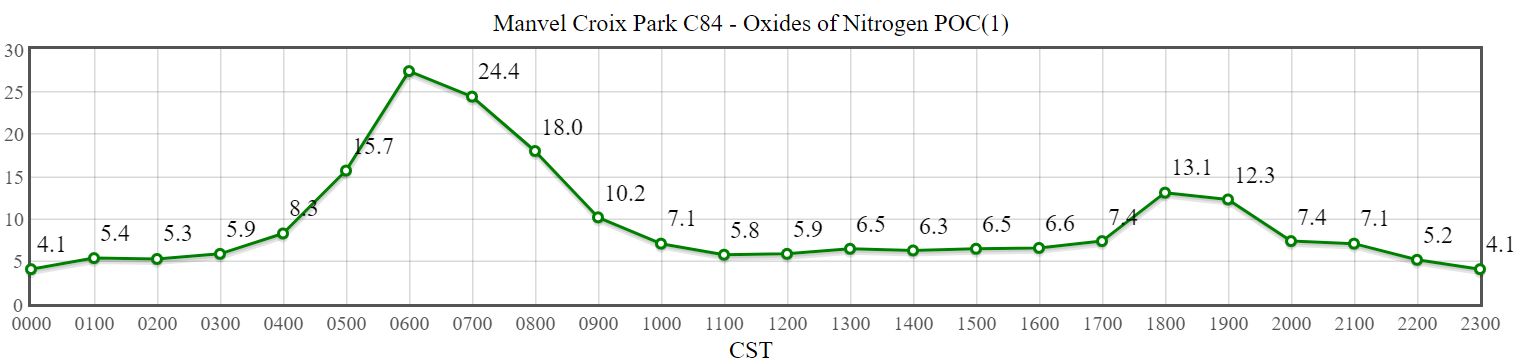 Manvel Croix Park C84 - Oxides of Nitrogen POC(1)
30
25
20
15
10
5
0
4.1 5.4 5.3 5.9 8.3 15.7 24.4 18.0 10.2 7.1 5.8 5.9 6.5 6.3 6.5 6.6 7.4 13.1 12.3 7.4 7.1 5.2 4.1
0000 0100 0200 0300 0400 0500 0600 0700 0800 0900 1000 1100 1200 1300 1400 1500 1600 1700 1800 1900 2000 2100 2200 2300
CST